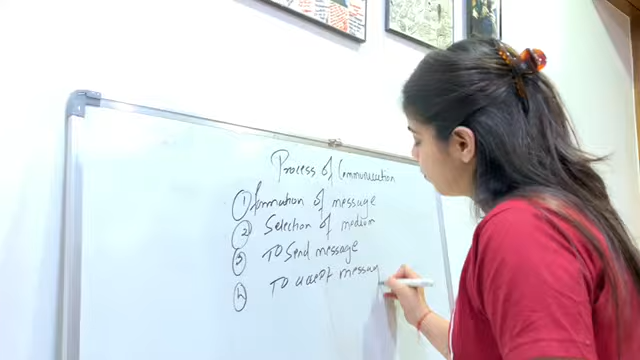 Process of Communication
① formation of message
② Selection of medium
③ To Send message
④ To accept messag